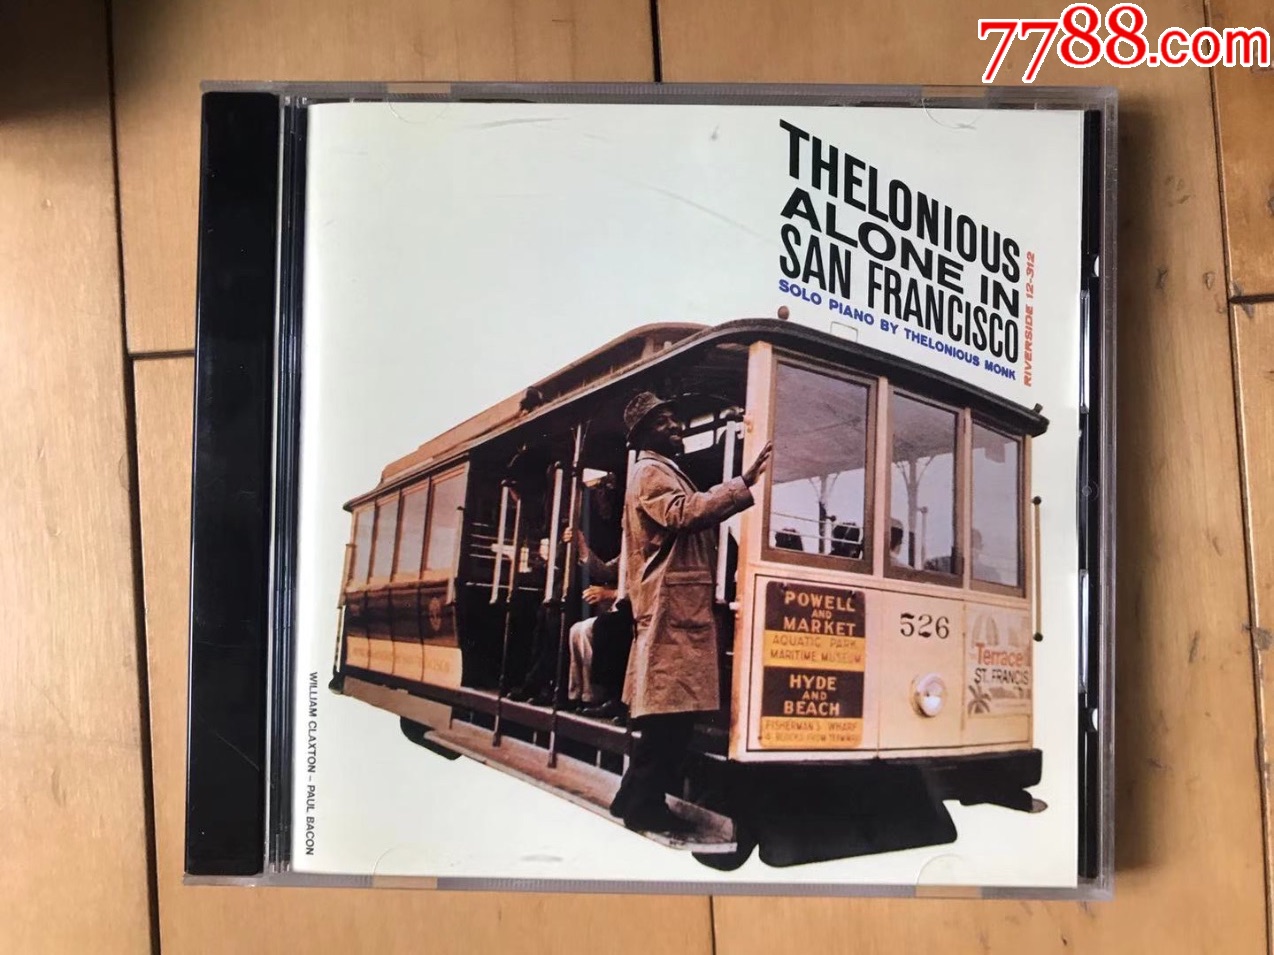 7788.com
THELONIOUS
ALONE IN
SAN FRANCISCO
SOLO PIANO BY THELONIOUS MONK
RIVERSIDE 12-312
POWELL
AND
MARKET
AQUATIC PARK
MARITIME MUSEUM
HYDE
AND
BEACH
FISHERMAN'S WHARF
526
Terrace
ST. FRANCIS
WILLIAM CLAXTON – PAUL BACON